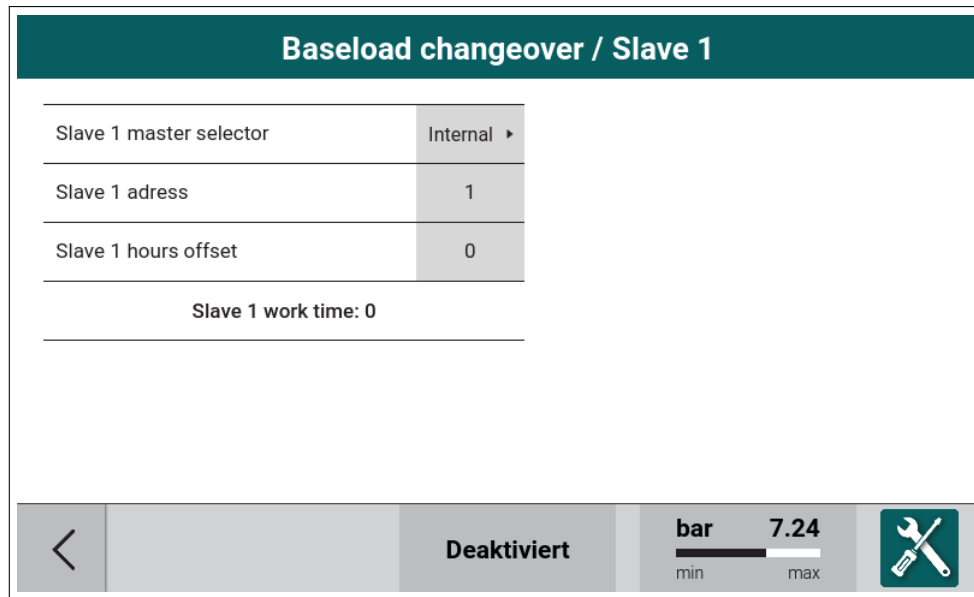 Baseload changeover / Slave 1
Slave 1 master selector Internal
Slave 1 adress 1
Slave 1 hours offset 0
Slave 1 work time: 0
Deaktiviert
bar 7.24
min max